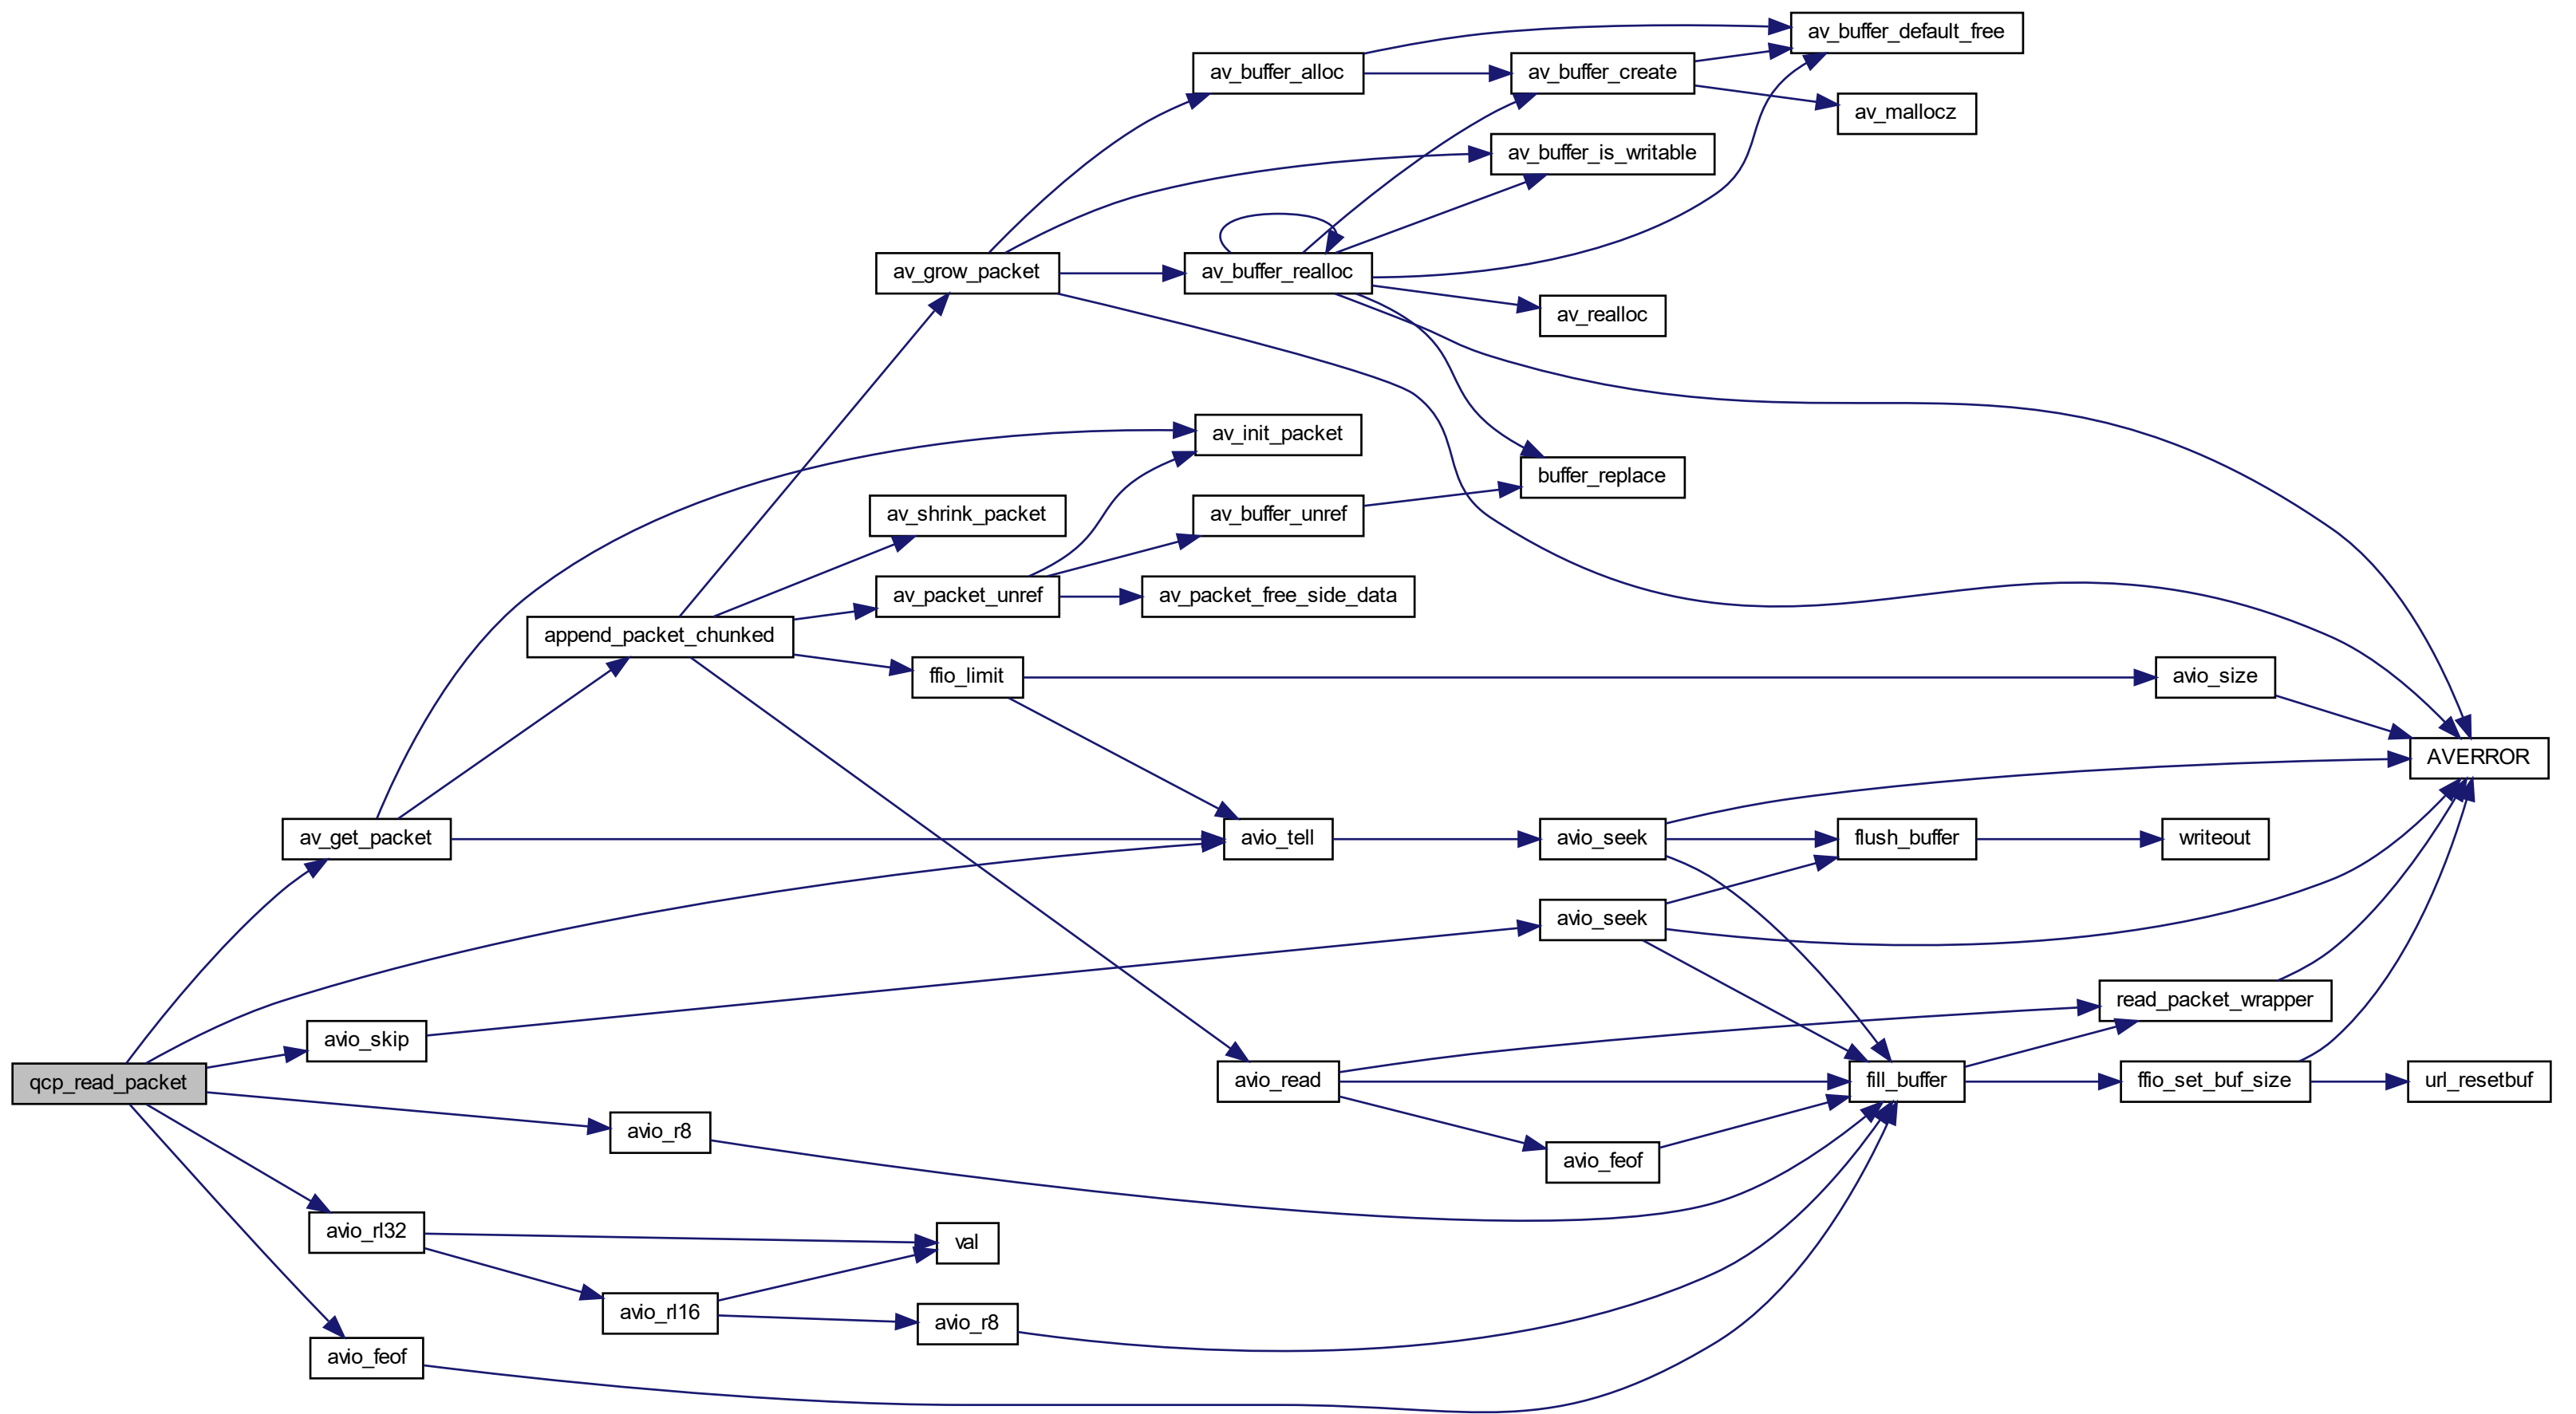 av_buffer_default_free
av_buffer_alloc
av_buffer_create
av_mallocz
av_buffer_is_writable
av_grow_packet
av_buffer_realloc
av_realloc
av_init_packet
buffer_replace
av_shrink_packet
av_buffer_unref
av_packet_unref
av_packet_free_side_data
append_packet_chunked
ffio_limit
avio_size
AVERROR
av_get_packet
avio_tell
avio_seek
flush_buffer
writeout
avio_seek
read_packet_wrapper
avio_skip
qcp_read_packet
avio_read
fill_buffer
ffio_set_buf_size
url_resetbuf
avio_r8
avio_feof
avio_rl32
val
avio_rl16
avio_r8
avio_feof